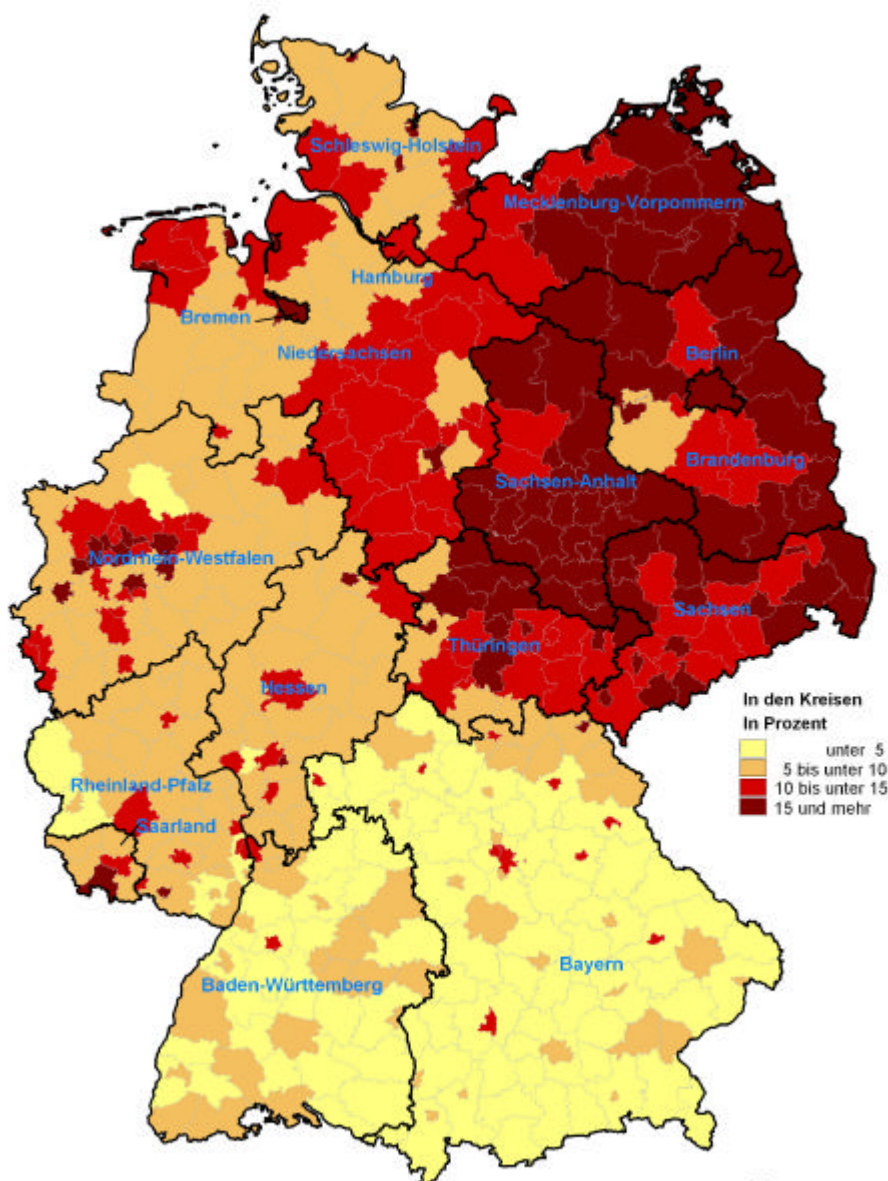 Schleswig-Holstein
Mecklenburg-Vorpommern
Hamburg
Bremen
Niedersachsen
Berlin
Brandenburg
Sachsen-Anhalt
Nordrhein-Westfalen
Sachsen
Thüringen
Hessen
In den Kreisen
In Prozent
unter 5
5 bis unter 10
10 bis unter 15
15 und mehr
Rheinland-Pfalz
Saarland
Bayern
Baden-Württemberg